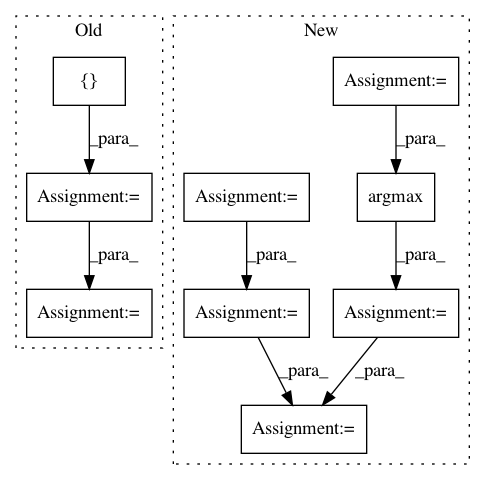 Old
New
{}
Assignment:=
_para_
_para_
Assignment:=
Assignment:=
argmax
_para_
_para_
_para_
Assignment:=
Assignment:=
Assignment:=
_para_
_para_
Assignment:=